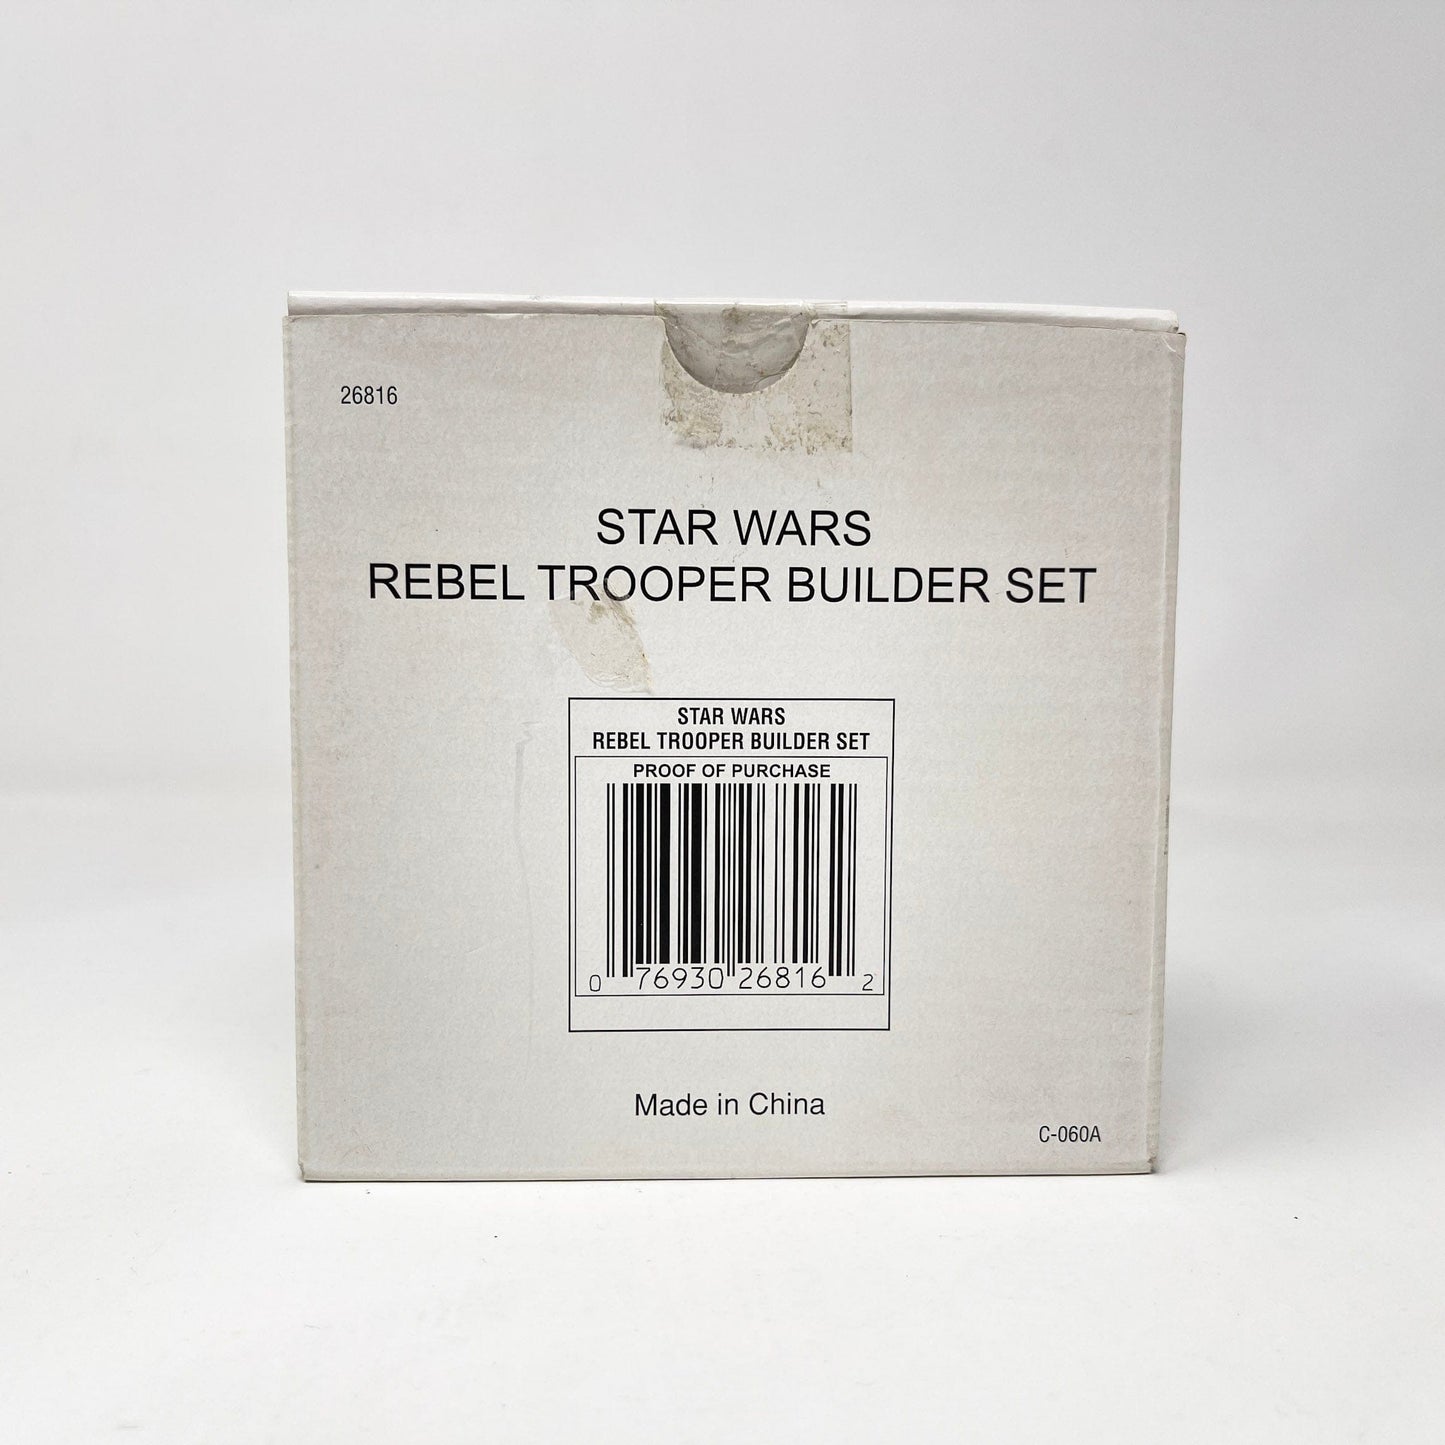 26816
STAR WARS
REBEL TROOPER BUILDER SET
STAR WARS
REBEL TROOPER BUILDER SET
PROOF OF PURCHASE
0 76930 26816 2
Made in China
C-060A